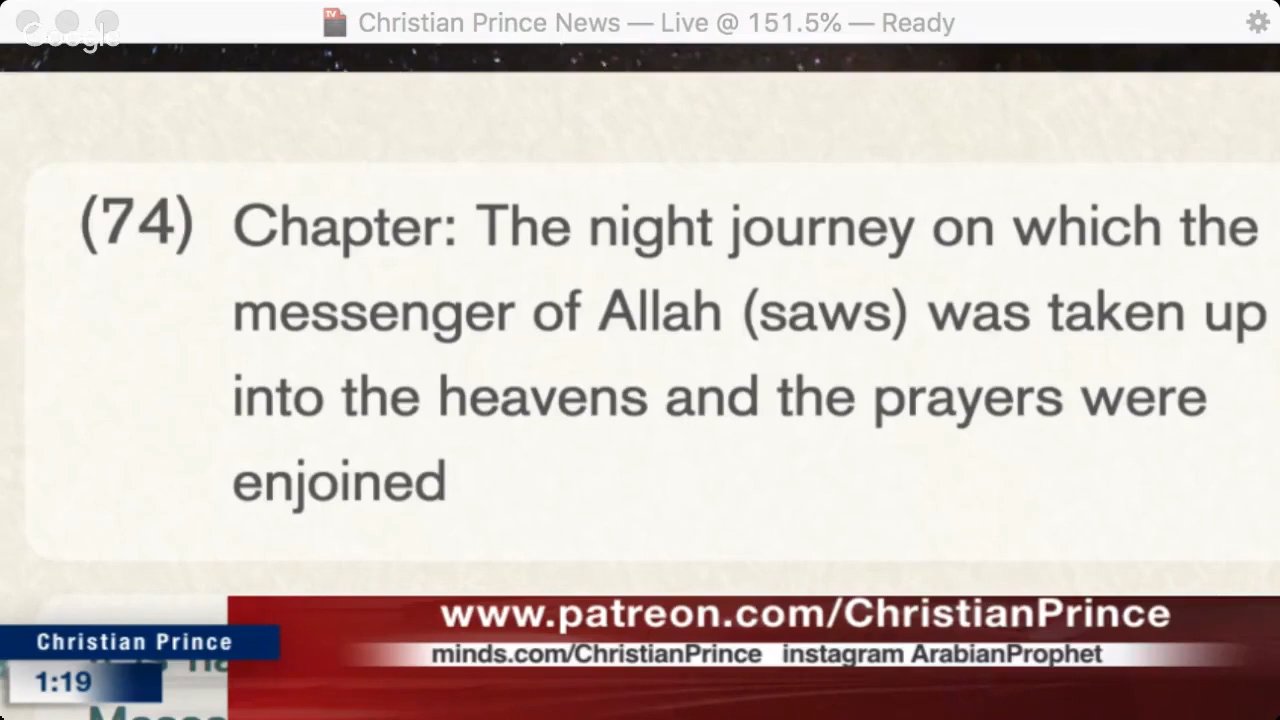 Christian Prince News — Live @ 151.5% — Ready
Google
(74) Chapter: The night journey on which the
messenger of Allah (saws) was taken up
into the heavens and the prayers were
enjoined
www.patreon.com/ChristianPrince
Christian Prince
minds.com/ChristianPrince instagram ArabianProphet
1:19